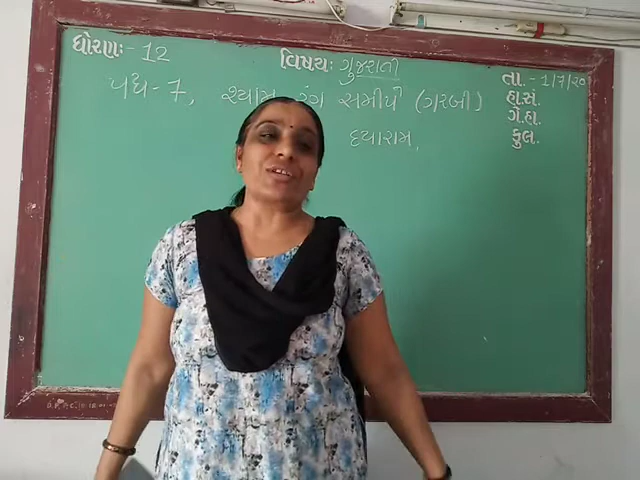 ધોરણઃ- 12
વિષયઃ ગુજરાતી
તા.-1/7/20
હા.સં.
ગે.હા.
કુલ.
પદ્ય-7, શ્યામ રંગ સમીપે (ગરબી)
દયારામ,